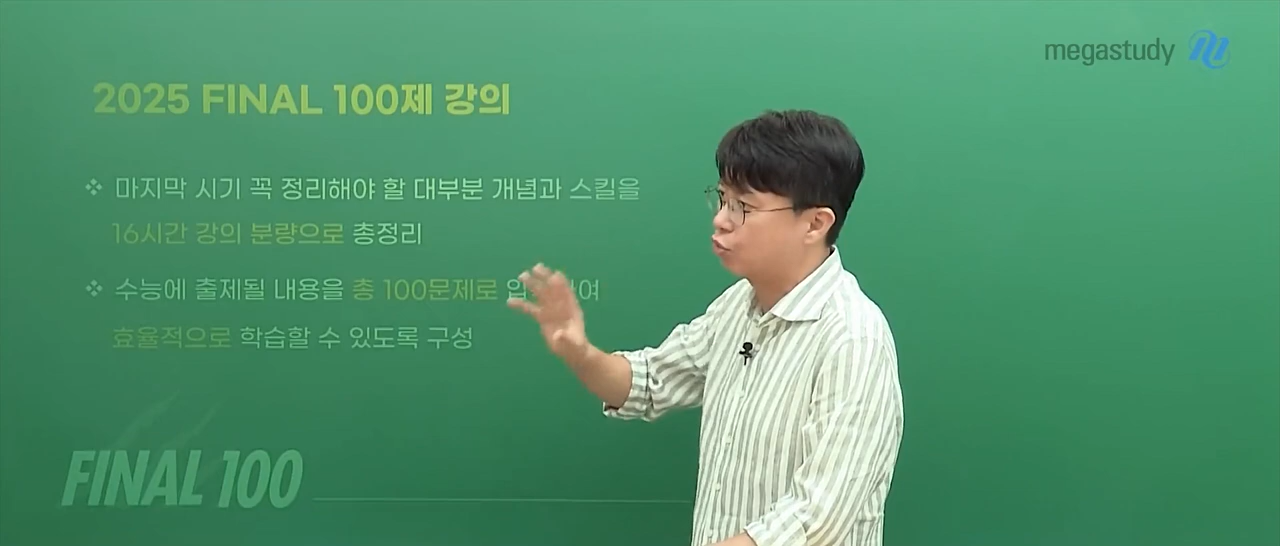 megastudy
2025 FINAL 100제 강의
❖ 마지막 시기 꼭 정리해야 할 대부분 개념과 스킬을
16시간 강의 분량으로 총정리
❖ 수능에 출제될 내용을 총 100문제로
효율적으로 학습할 수 있도록 구성
FINAL 100